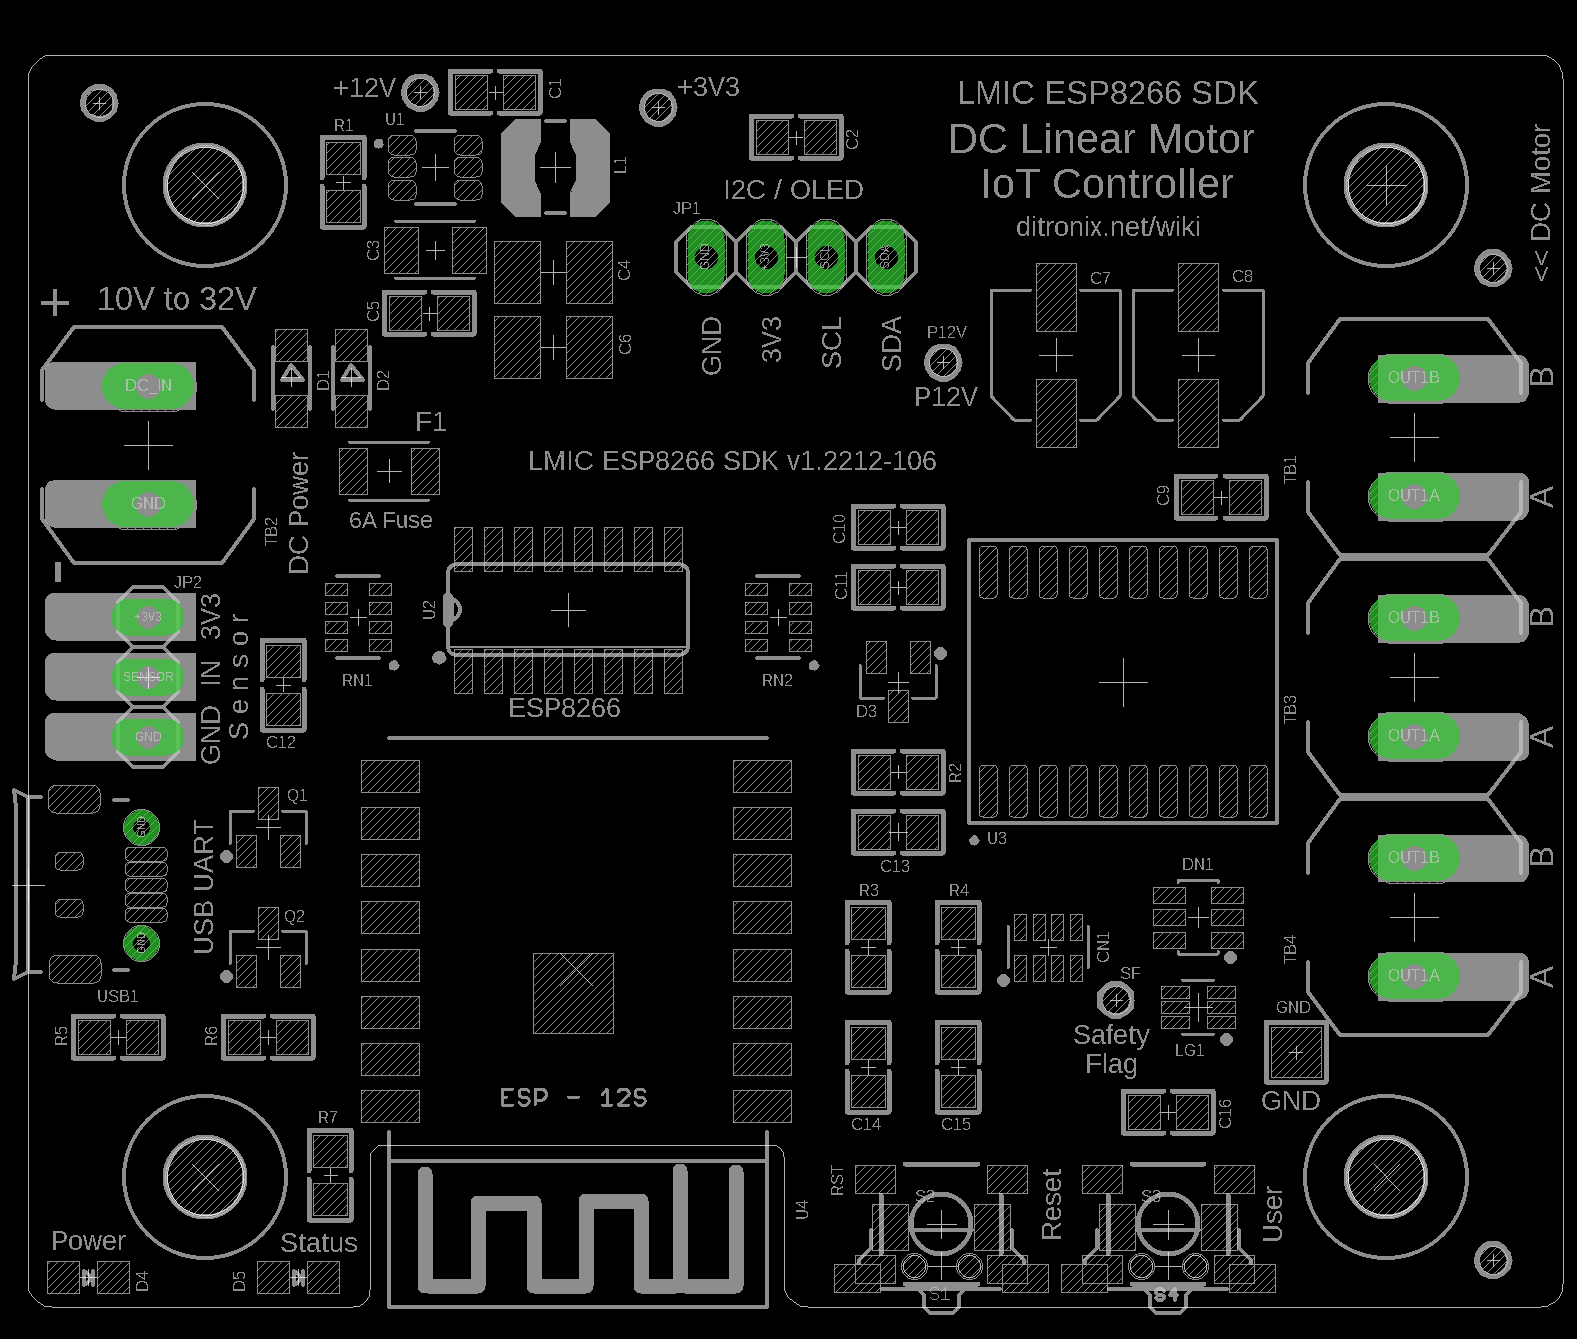 +12V
C1
+3V3
LMIC ESP8266 SDK
DC Linear Motor
IoT Controller
ditronix.net/wiki
<< DC Motor
R1
U1
L1
C2
I2C / OLED
JP1
GND
+3V3
SCL
SDA
GND
3V3
SCL
SDA
C3
C4
C5
C6
C7
C8
P12V
P12V
+ 10V to 32V
DC_IN
GND
-
TB2
DC Power
D1
D2
F1
6A Fuse
LMIC ESP8266 SDK v1.2212-106
OUT1B
B
OUT1A
A
TB1
C9
C10
C11
JP2
+3V3
SENSOR
GND
3V3
IN
GND
Sensor
C12
RN1
U2
ESP8266
RN2
D3
R2
C13
U3
OUT1B
B
OUT1A
A
TB3
OUT1B
B
OUT1A
A
TB4
GND
GND
USB UART
USB1
Q1
Q2
R5
R6
R3
R4
CN1
DN1
SF
Safety
Flag
LG1
GND
GND
C14
C15
C16
ESP - 12S
U4
R7
Power
Status
D4
D5
RST
S2
S1
Reset
S3
S4
User